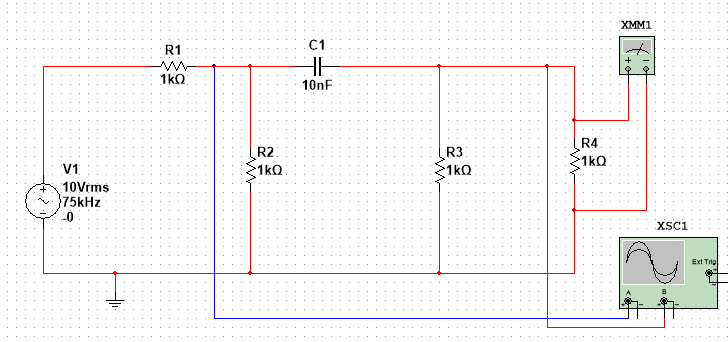 XMM1
C1
R1
1kΩ
10nF
+ −
R2
1kΩ
R3
1kΩ
R4
1kΩ
V1
10Vrms
75kHz
-0
+
−
XSC1
Ext Trig
+
−
A B
+ − + −